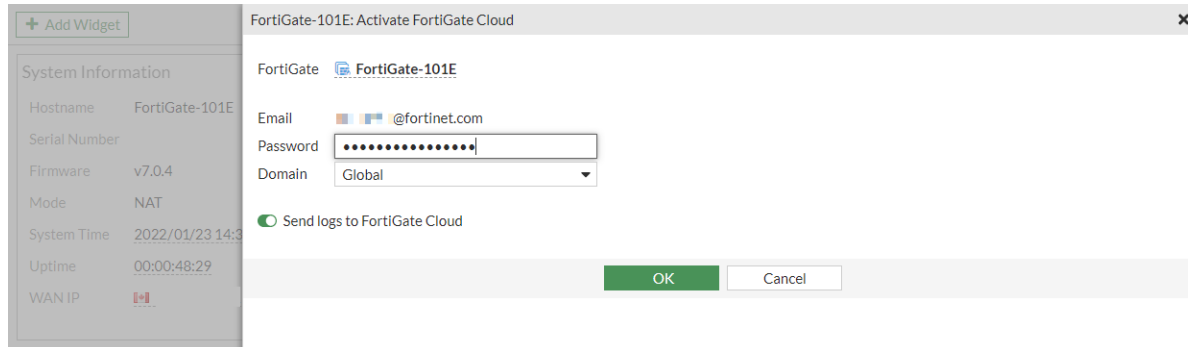 + Add Widget
FortiGate-101E: Activate FortiGate Cloud
System Information
Hostname FortiGate-101E
Serial Number
Firmware v7.0.4
Mode NAT
System Time 2022/01/23 14:3
Uptime 00:00:48:29
WAN IP
FortiGate FortiGate-101E
Email @fortinet.com
Password ••••••••••••••••
Domain Global
Send logs to FortiGate Cloud
OK Cancel